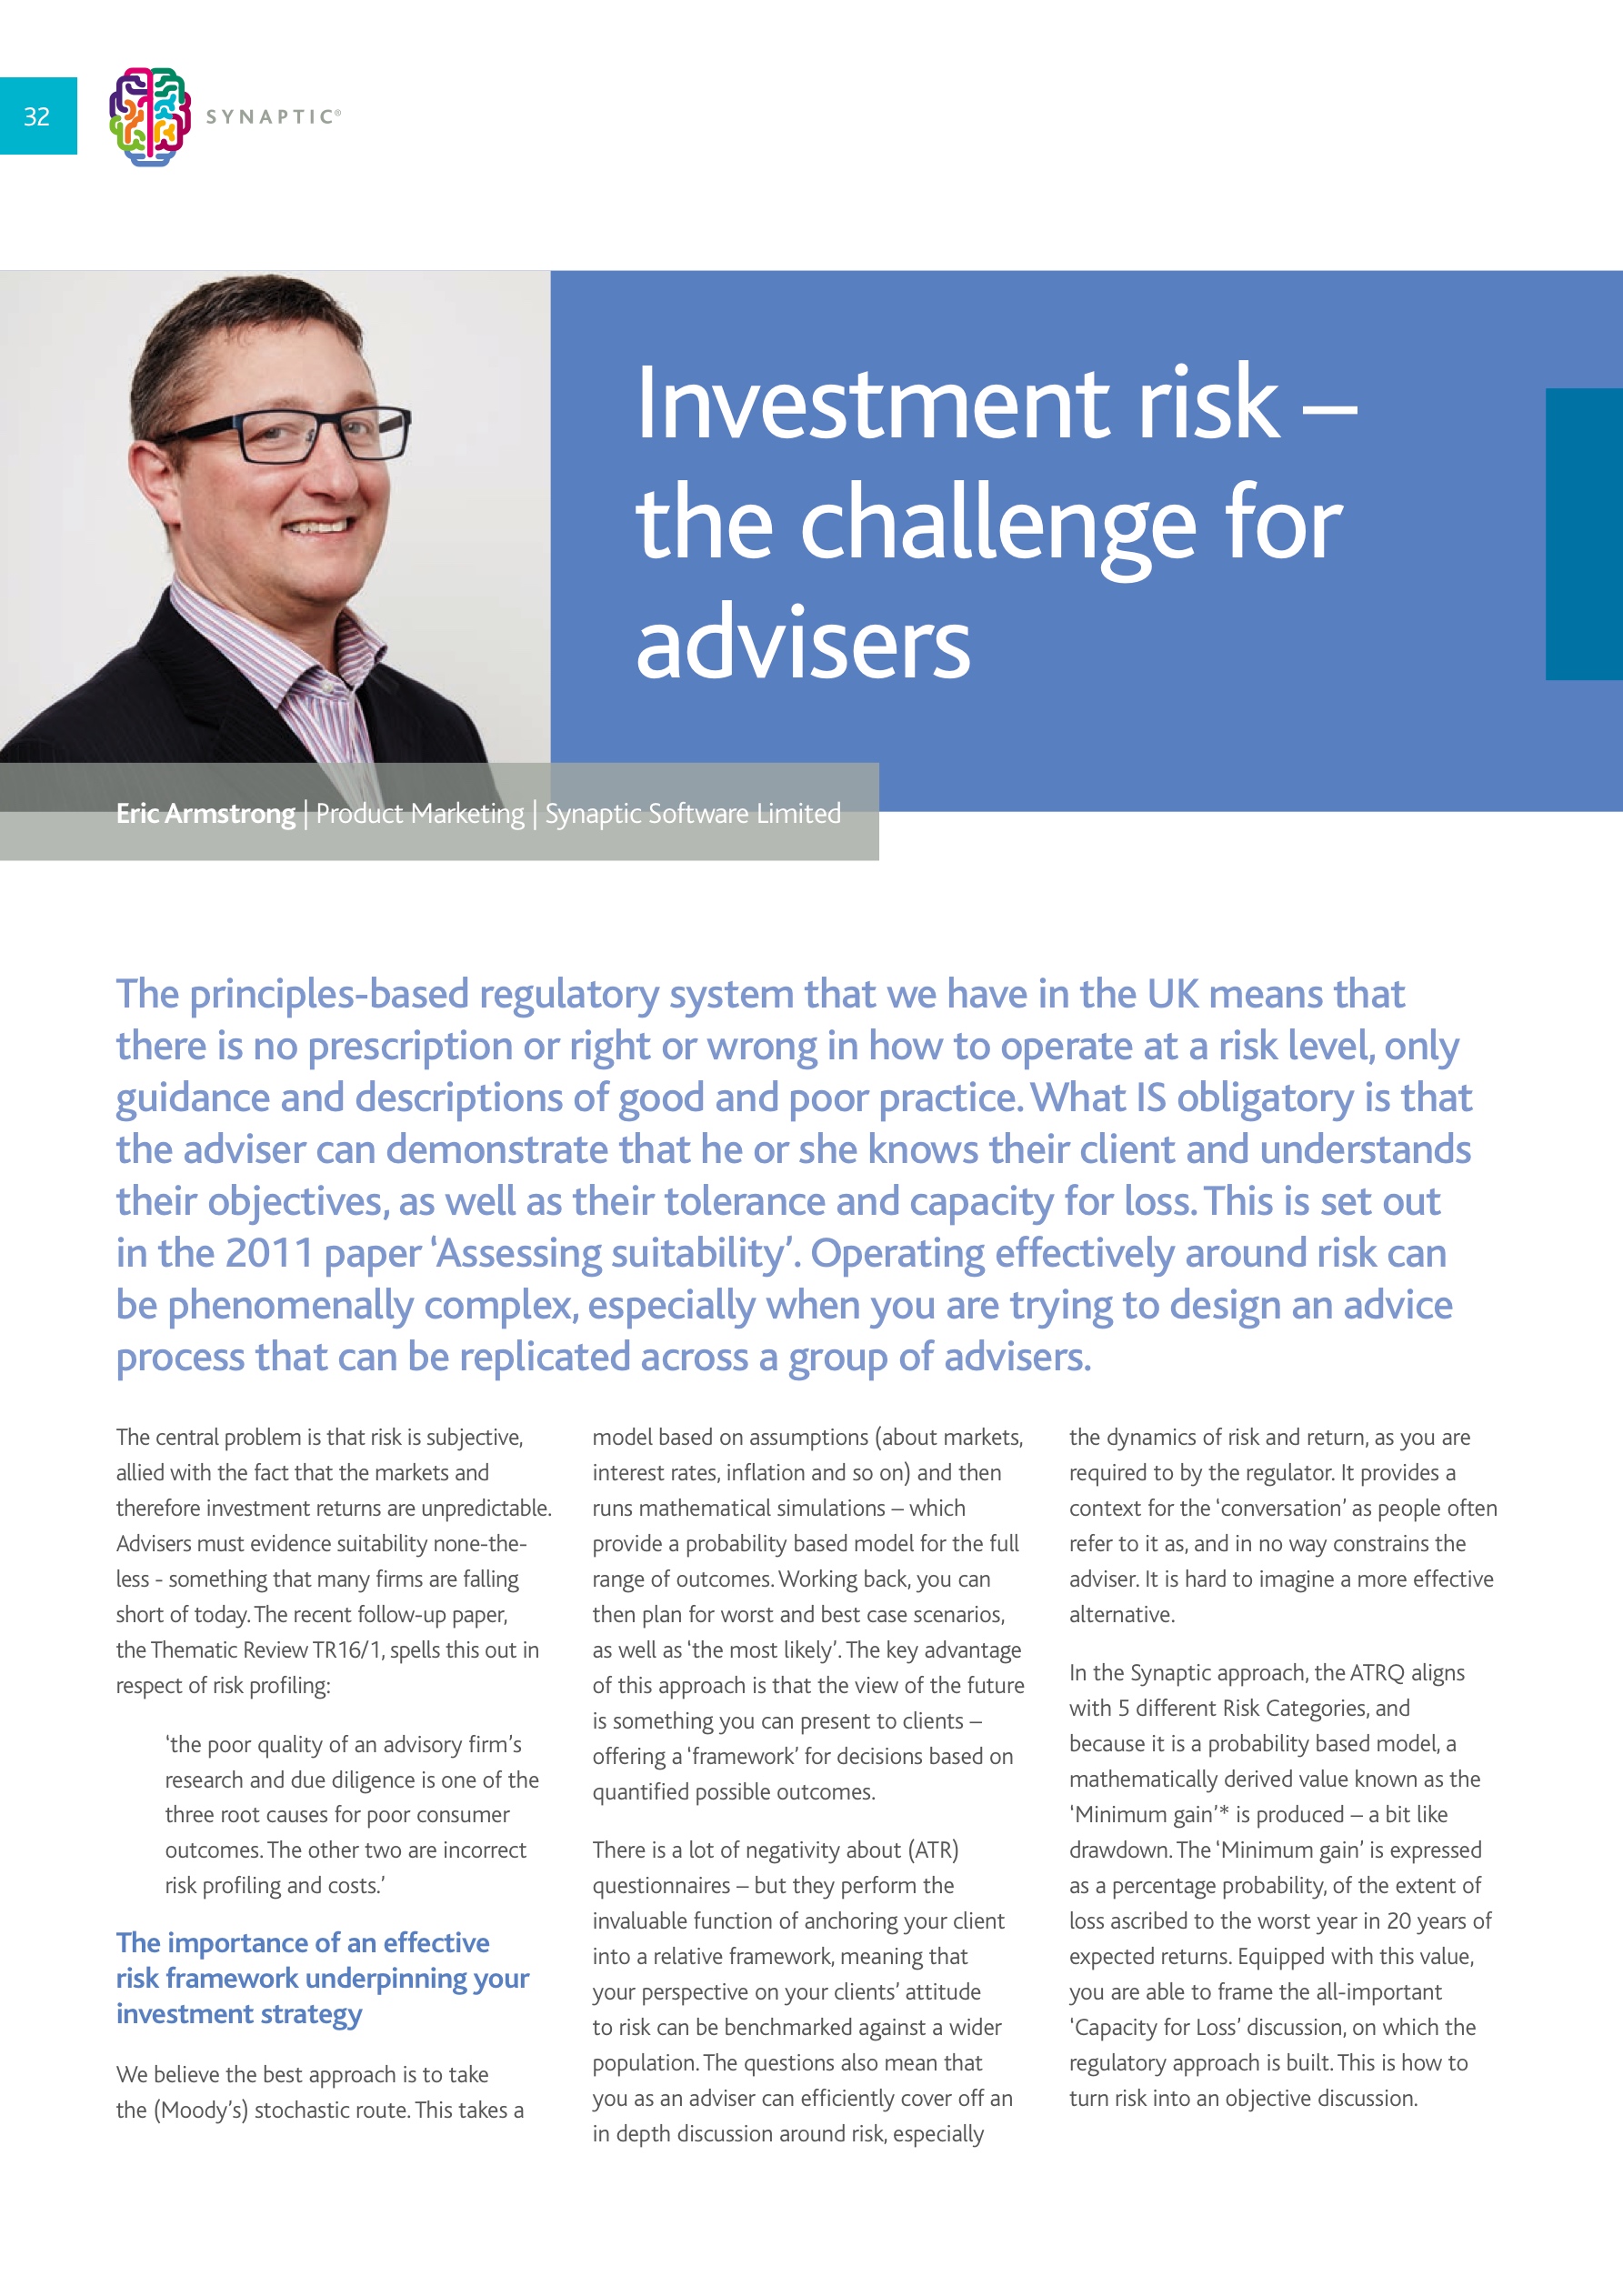 32
SYNAPTIC®
Investment risk –
the challenge for
advisers
Eric Armstrong | Product Marketing | Synaptic Software Limited
The principles-based regulatory system that we have in the UK means that
there is no prescription or right or wrong in how to operate at a risk level, only
guidance and descriptions of good and poor practice. What IS obligatory is that
the adviser can demonstrate that he or she knows their client and understands
their objectives, as well as their tolerance and capacity for loss. This is set out
in the 2011 paper ‘Assessing suitability’. Operating effectively around risk can
be phenomenally complex, especially when you are trying to design an advice
process that can be replicated across a group of advisers.
The central problem is that risk is subjective,
allied with the fact that the markets and
therefore investment returns are unpredictable.
Advisers must evidence suitability none-the-
less - something that many firms are falling
short of today. The recent follow-up paper,
the Thematic Review TR16/1, spells this out in
respect of risk profiling:
‘the poor quality of an advisory firm’s
research and due diligence is one of the
three root causes for poor consumer
outcomes. The other two are incorrect
risk profiling and costs.’
The importance of an effective
risk framework underpinning your
investment strategy
We believe the best approach is to take
the (Moody’s) stochastic route. This takes a
model based on assumptions (about markets,
interest rates, inflation and so on) and then
runs mathematical simulations – which
provide a probability based model for the full
range of outcomes. Working back, you can
then plan for worst and best case scenarios,
as well as ‘the most likely’. The key advantage
of this approach is that the view of the future
is something you can present to clients –
offering a ‘framework’ for decisions based on
quantified possible outcomes.
There is a lot of negativity about (ATR)
questionnaires – but they perform the
invaluable function of anchoring your client
into a relative framework, meaning that
your perspective on your clients’ attitude
to risk can be benchmarked against a wider
population. The questions also mean that
you as an adviser can efficiently cover off an
in depth discussion around risk, especially
the dynamics of risk and return, as you are
required to by the regulator. It provides a
context for the ‘conversation’ as people often
refer to it as, and in no way constrains the
adviser. It is hard to imagine a more effective
alternative.
In the Synaptic approach, the ATRQ aligns
with 5 different Risk Categories, and
because it is a probability based model, a
mathematically derived value known as the
‘Minimum gain’* is produced – a bit like
drawdown. The ‘Minimum gain’ is expressed
as a percentage probability, of the extent of
loss ascribed to the worst year in 20 years of
expected returns. Equipped with this value,
you are able to frame the all-important
‘Capacity for Loss’ discussion, on which the
regulatory approach is built. This is how to
turn risk into an objective discussion.